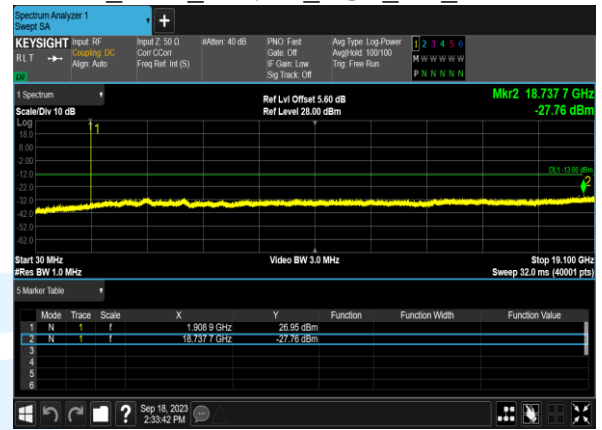 Spectrum Analyzer 1
Swept SA
+
KEYSIGHT Input: RF Input Z: 50 Ω #Atten: 40 dB PNO: Fast Avg Type: Log-Power 1 2 3 4 5 6
RLT Coupling: DC Corr CCorr Gate: Off Avg|Hold: 100/100 M W W W W W
Align: Auto Freq Ref: Int (S) IF Gain: Low Trig: Free Run
Sig Track: Off P N N N N N
LV
1 Spectrum Ref Lvl Offset 5.60 dB Mkr2 18.737 7 GHz
Scale/Div 10 dB Ref Level 28.00 dBm -27.76 dBm
Log
1
18.0
8.00
-2.00
DL1 -13.00 dBm
-12.0
2
-22.0
-32.0
-42.0
-52.0
-62.0
Start 30 MHz Video BW 3.0 MHz Stop 19.100 GHz
#Res BW 1.0 MHz Sweep 32.0 ms (40001 pts)
5 Marker Table
Mode Trace Scale X Y Function Function Width Function Value
1 N 1 f 1.908 9 GHz 26.95 dBm
2 N 1 f 18.737 7 GHz -27.76 dBm
3
4
5
6
? Sep 18, 2023
2:33:42 PM